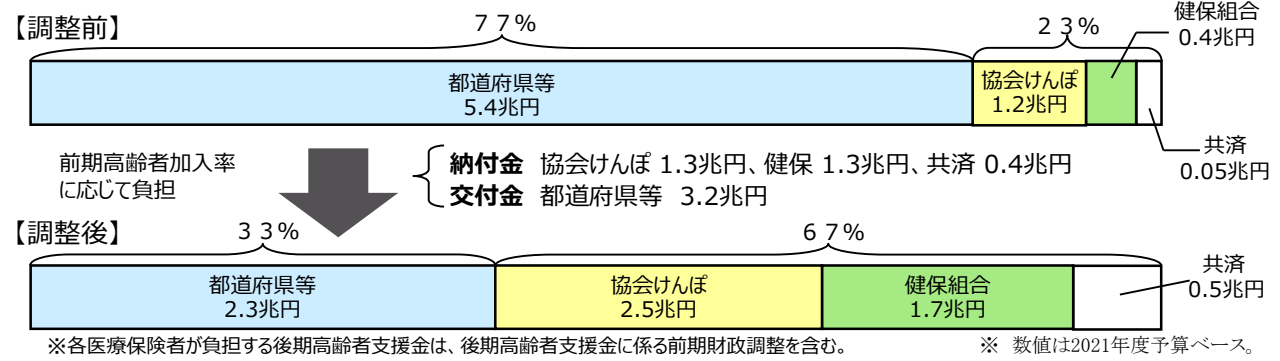 【調整前】
77%
23%
健保組合
0.4兆円
都道府県等
5.4兆円
協会けんぽ
1.2兆円
共済
0.05兆円
前期高齢者加入率
に応じて負担
納付金 協会けんぽ 1.3兆円、健保 1.3兆円、共済 0.4兆円
交付金 都道府県等 3.2兆円
【調整後】
33%
67%
都道府県等
2.3兆円
協会けんぽ
2.5兆円
健保組合
1.7兆円
共済
0.5兆円
※各医療保険者が負担する後期高齢者支援金は、後期高齢者支援金に係る前期財政調整を含む。
※ 数値は2021年度予算ベース。